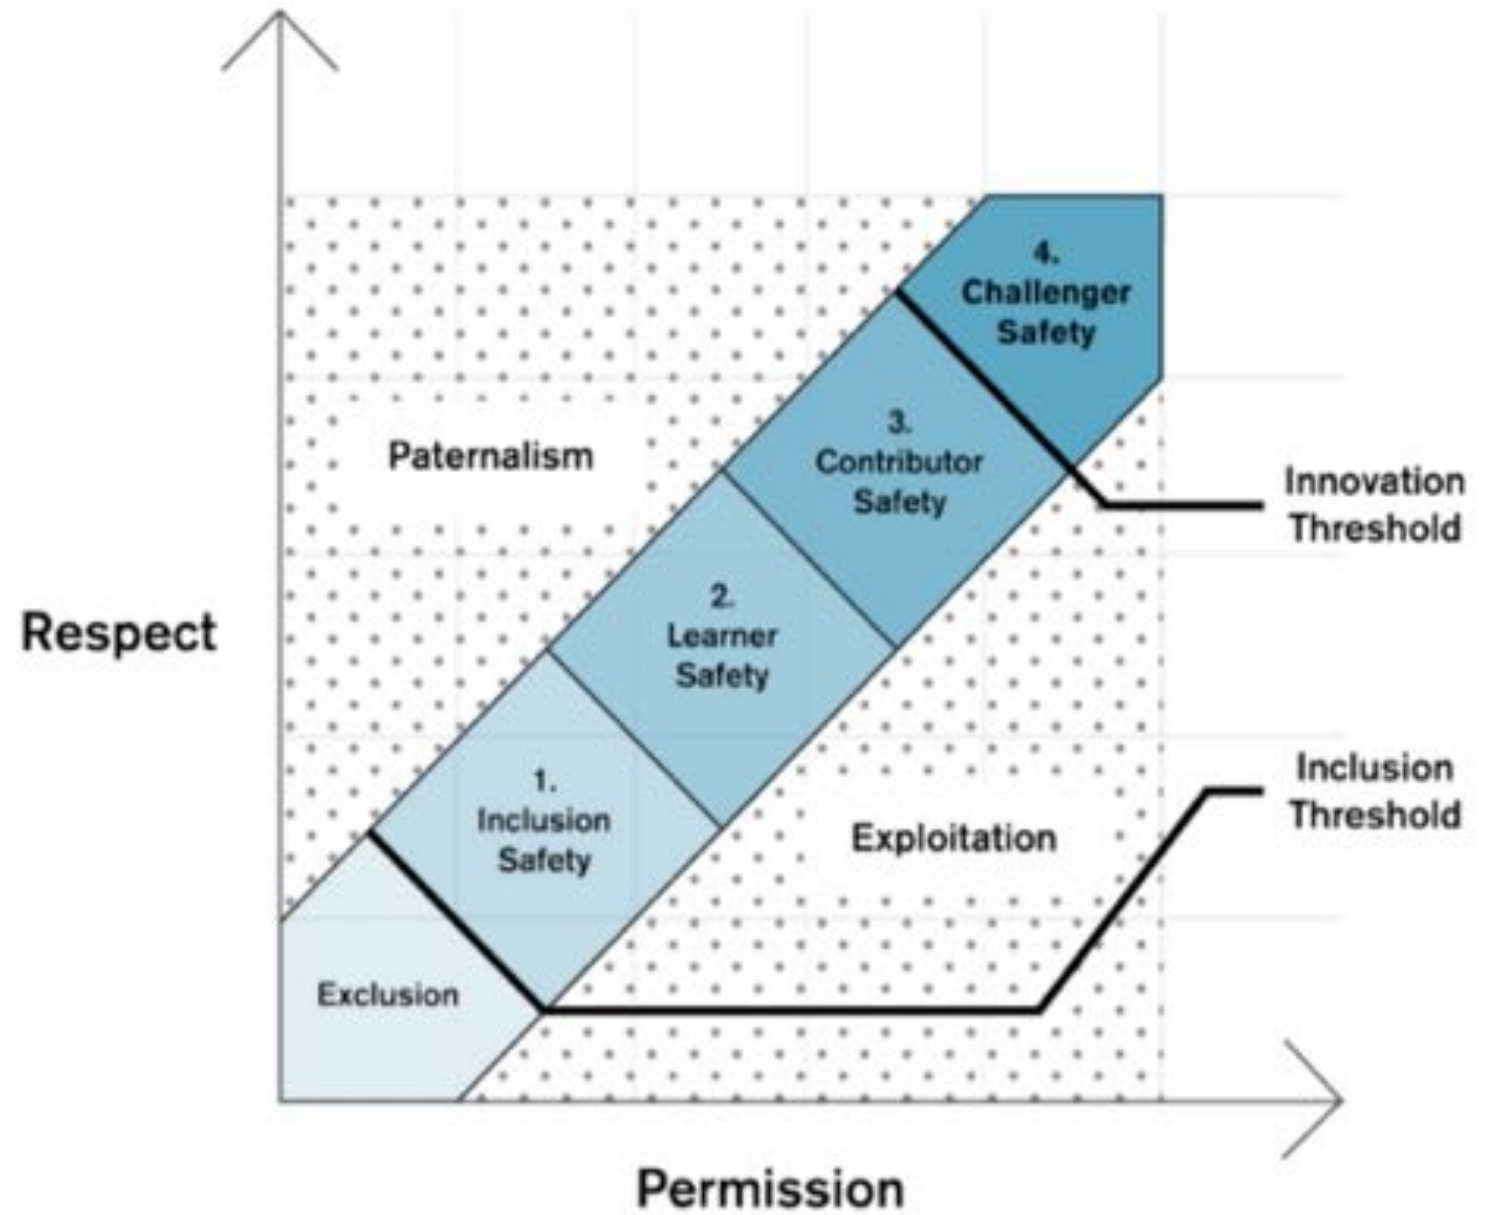 4.
Challenger
Safety
3.
Contributor
Safety
Paternalism
Innovation
Threshold
2.
Learner
Safety
Respect
1.
Inclusion
Safety
Exploitation
Inclusion
Threshold
Exclusion
Permission